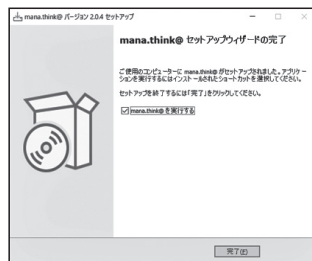 mana.think@ バージョン 2.0.4 セットアップ
mana.think@ セットアップウィザードの完了
ご使用のコンピューターに mana.think@ がセットアップされました。アプリケー
ションを実行するにはインストールされたショートカットを選択してください。
セットアップを終了するには「完了」をクリックしてください。
mana.think@ を実行する
完了(F)